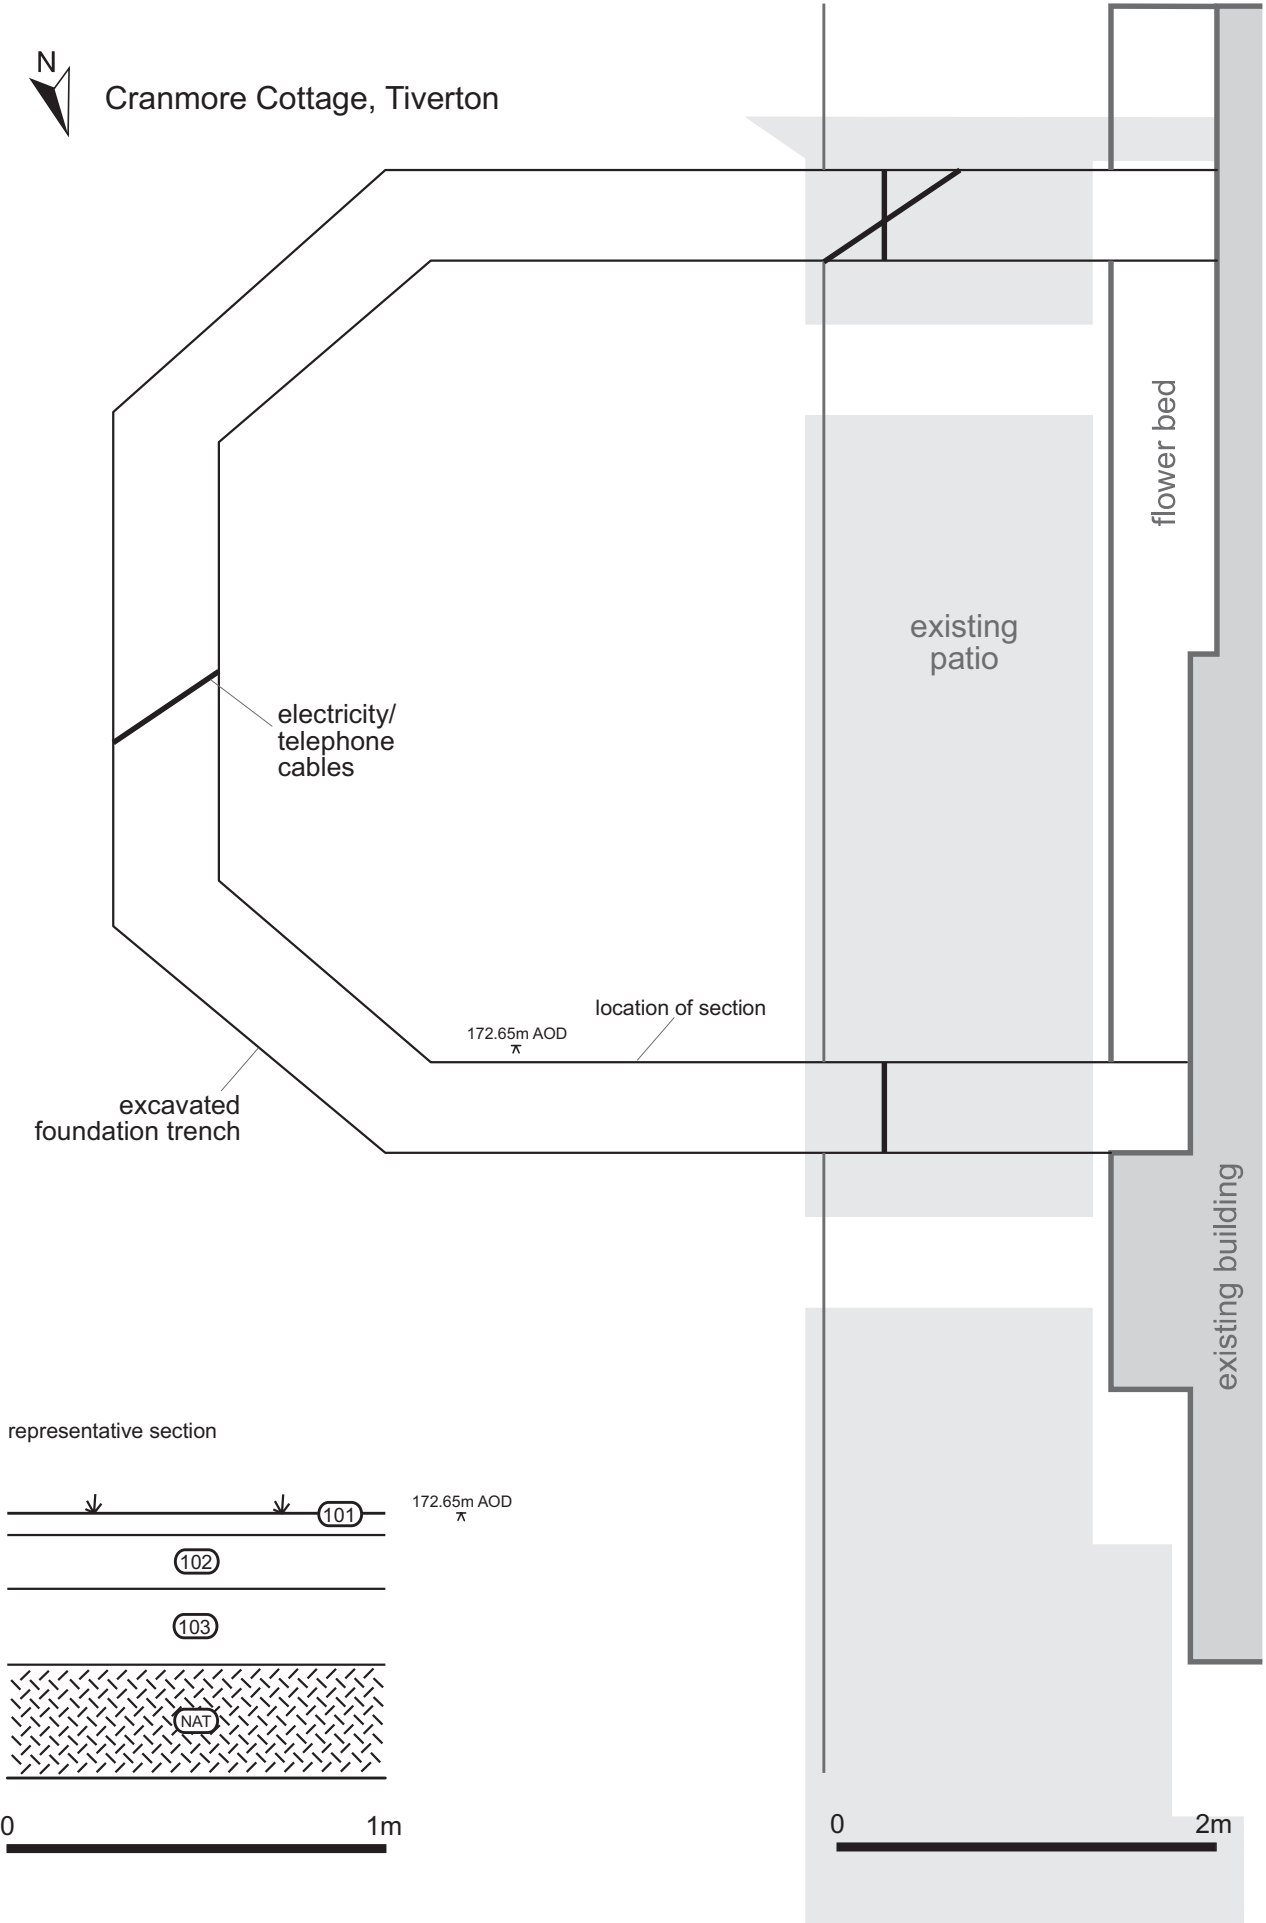 N
Cranmore Cottage, Tiverton
flower bed
existing
patio
electricity/
telephone
cables
location of section
172.65m AOD
excavated
foundation trench
existing building
representative section
172.65m AOD
101
102
103
NAT
0 1m
0 2m